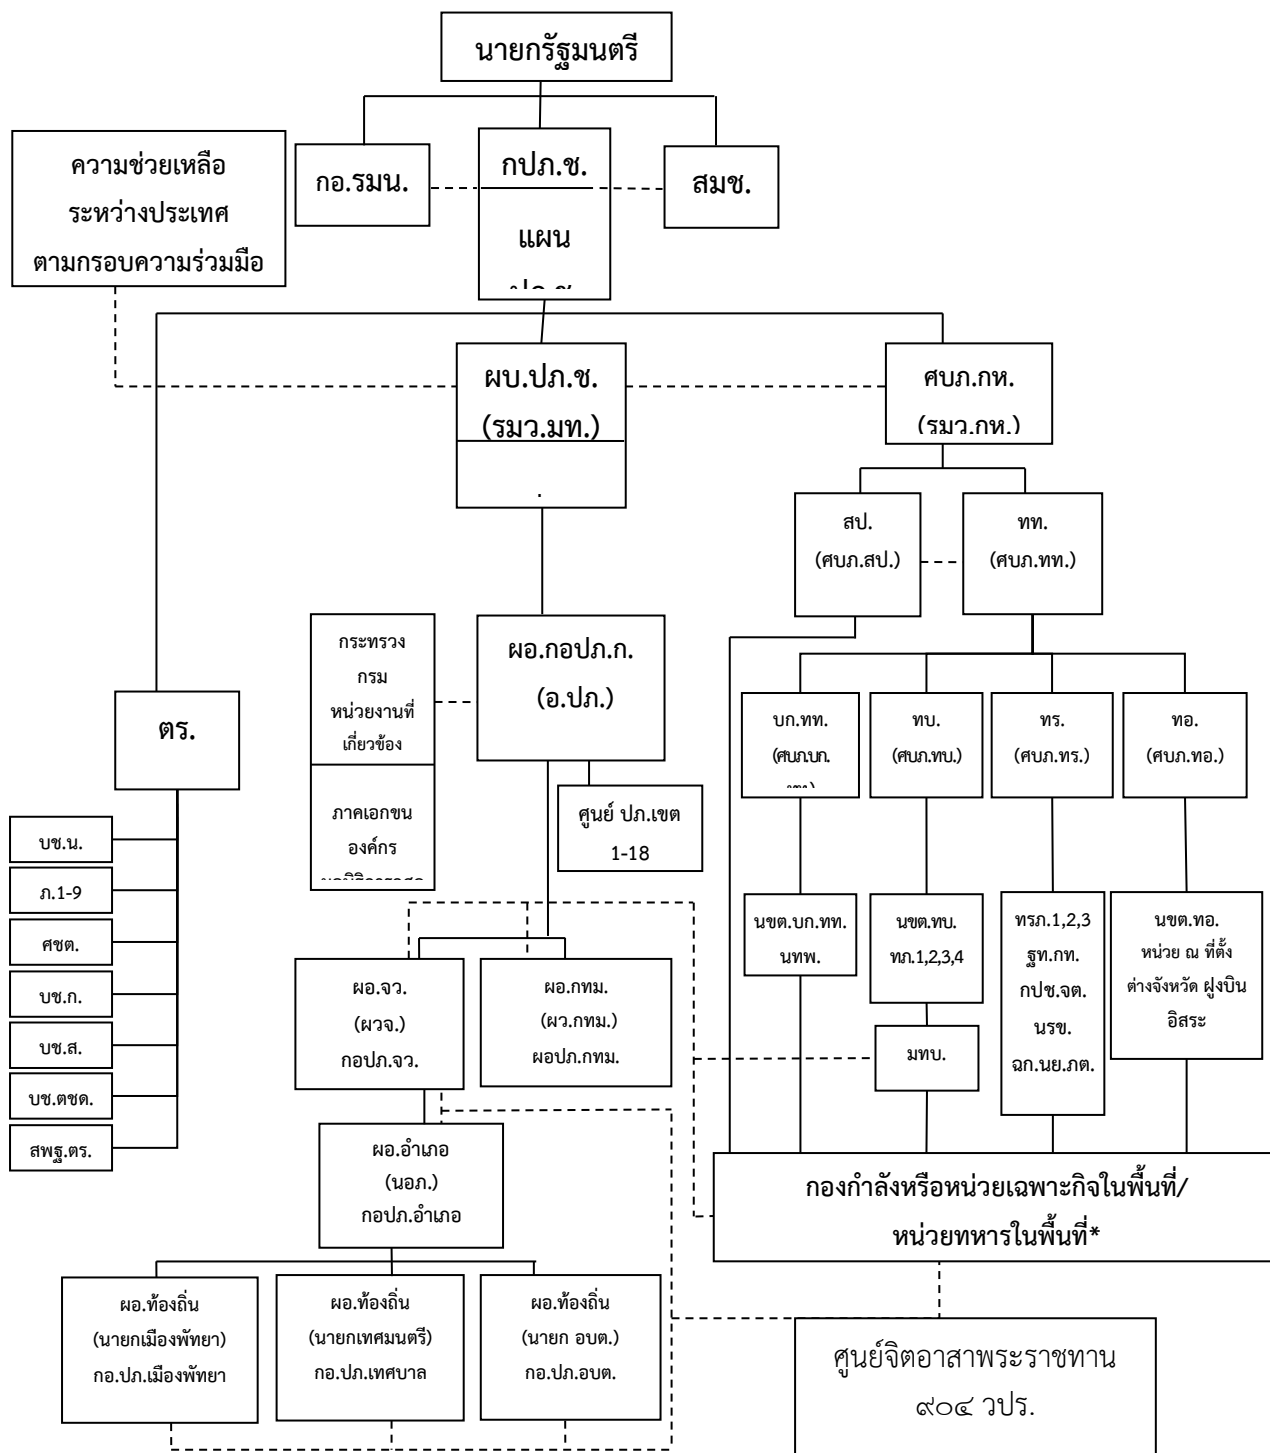 นายกรัฐมนตรี
ความช่วยเหลือ
ระหว่างประเทศ
ตามกรอบความร่วมมือ
กอ.รมน.
กปภ.ช.
แผน
สมช.
ผบ.ปภ.ช.
(รมว.มท.)
ศบภ.กห.
(รมว.กห.)
สป.
(ศบภ.สป.)
ทท.
(ศบภ.ทท.)
กระทรวง
กรม
หน่วยงานที่
เกี่ยวข้อง
ภาคเอกชน
องค์กร
ผอ.กอปภ.ก.
(อ.ปภ.)
ศูนย์ ปภ.เขต
1-18
ตร.
บช.น.
ภ.1-9
ศชต.
บช.ก.
บช.ส.
บช.ตชด.
สพฐ.ตร.
บก.ทท.
(ศบภ.บก.
ทบ.
(ศบภ.ทบ.)
ทร.
(ศบภ.ทร.)
ทอ.
(ศบภ.ทอ.)
นขต.บก.ทท.
นทพ.
นขต.ทบ.
ทภ.1,2,3,4
มทบ.
ทรภ.1,2,3
ฐท.กท.
กปช.จต.
นรข.
ฉก.นย.ภต.
นขต.ทอ.
หน่วย ณ ที่ตั้ง
ต่างจังหวัด ฝูงบิน
อิสระ
ผอ.จว.
(ผวจ.)
กอปภ.จว.
ผอ.กทม.
(ผว.กทม.)
ผอปภ.กทม.
ผอ.อำเภอ
(นอภ.)
กอปภ.อำเภอ
กองกำลังหรือหน่วยเฉพาะกิจในพื้นที่/
หน่วยทหารในพื้นที่*
ผอ.ท้องถิ่น
(นายกเมืองพัทยา)
กอ.ปภ.เมืองพัทยา
ผอ.ท้องถิ่น
(นายกเทศมนตรี)
กอ.ปภ.เทศบาล
ผอ.ท้องถิ่น
(นายก อบต.)
กอ.ปภ.อบต.
ศูนย์จิตอาสาพระราชทาน
๙๐๔ วปร.